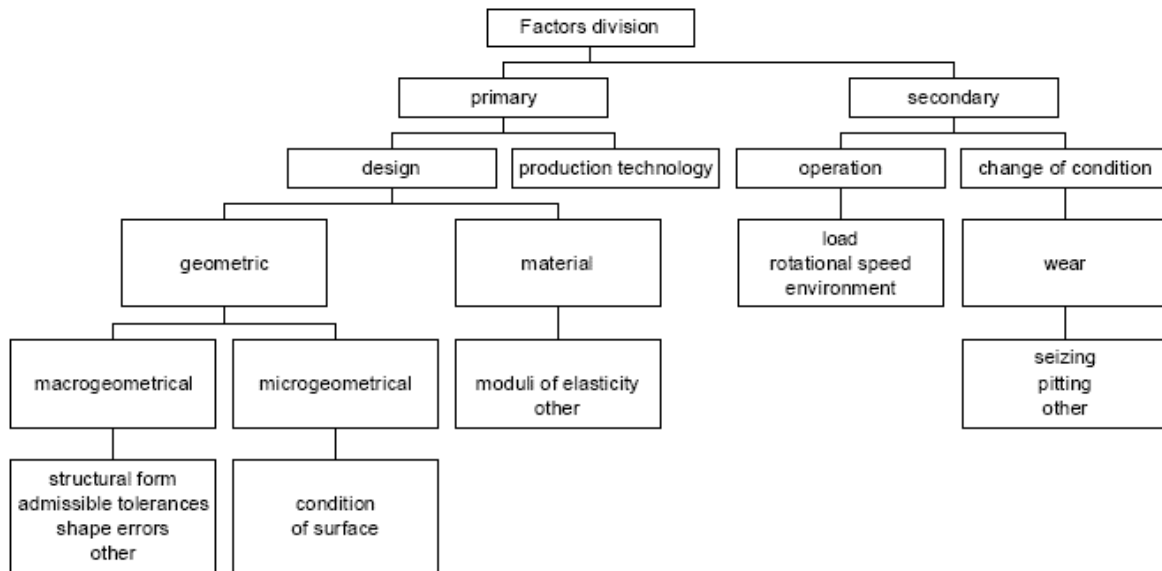 Factors division
primary
secondary
design
production technology
operation
change of condition
geometric
material
load
rotational speed
environment
wear
macrogeometrical
microgeometrical
moduli of elasticity
other
seizing
pitting
other
structural form
admissible tolerances
shape errors
other
condition
of surface